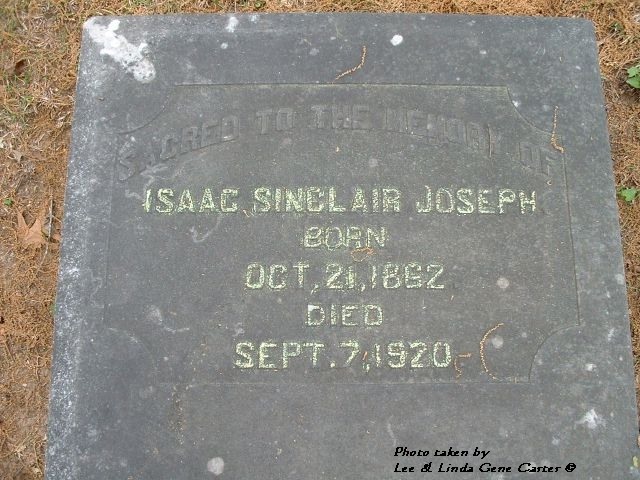 SACRED TO THE MEMORY OF
ISAAC SINCLAIR JOSEPH
BORN
OCT, 21, 1862
DIED
SEPT. 7, 1920
Photo taken by
Lee & Linda Gene Carter ©